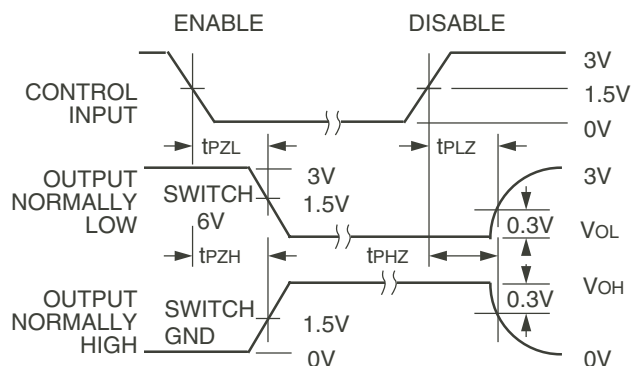 ENABLE DISABLE
3V
CONTROL INPUT 1.5V
0V
tPZL tPLZ
OUTPUT NORMALLY LOW
SWITCH 6V
3V
1.5V
3V
0.3V
VOL
tPZH tPHZ
VOH
OUTPUT NORMALLY HIGH
SWITCH GND
1.5V
0V
0.3V
0V